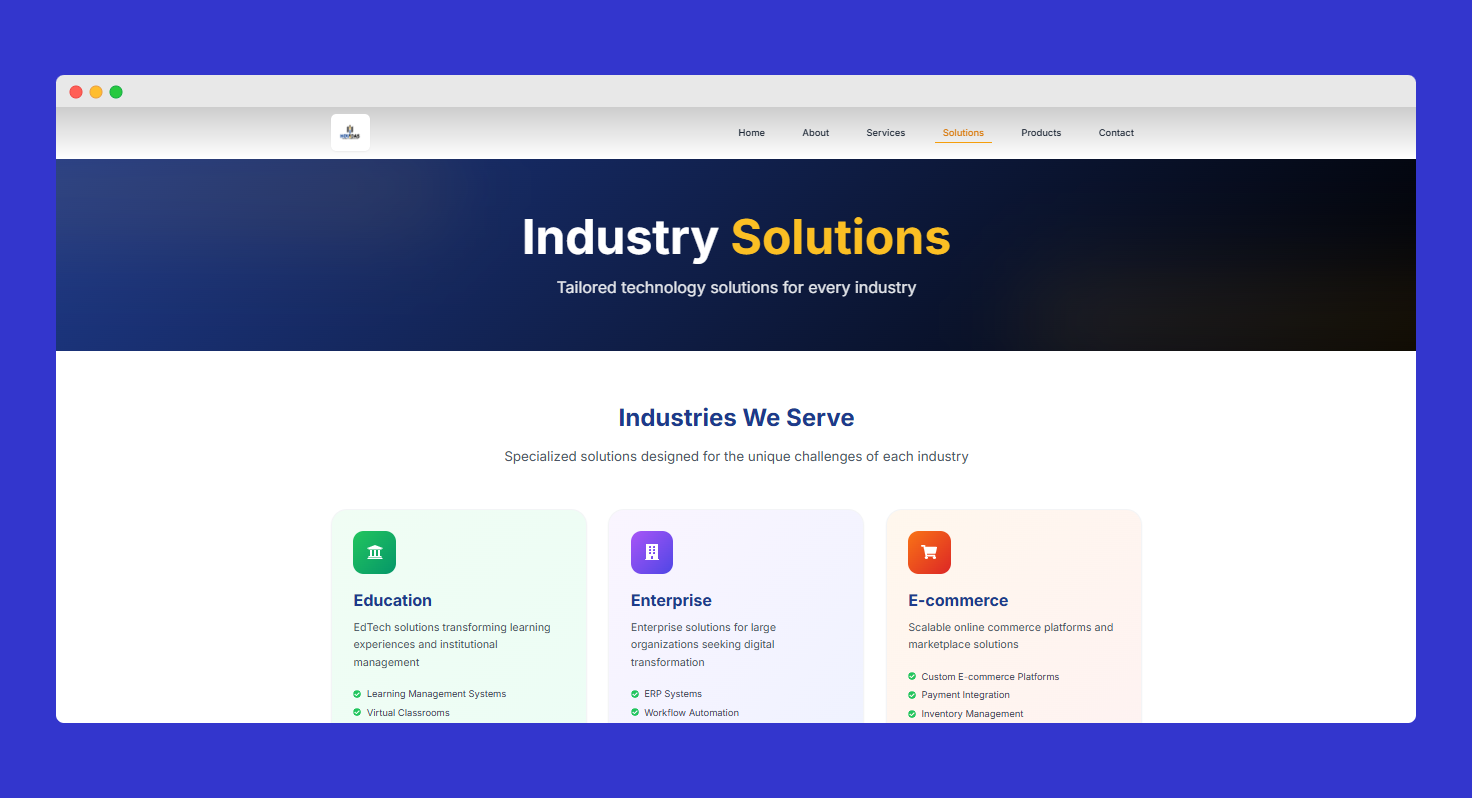 Home About Services Solutions Products Contact
Industry Solutions
Tailored technology solutions for every industry
Industries We Serve
Specialized solutions designed for the unique challenges of each industry
Education
EdTech solutions transforming learning
experiences and institutional
management
Learning Management Systems
Virtual Classrooms
Enterprise
Enterprise solutions for large
organizations seeking digital
transformation
ERP Systems
Workflow Automation
E-commerce
Scalable online commerce platforms and
marketplace solutions
Custom E-commerce Platforms
Payment Integration
Inventory Management